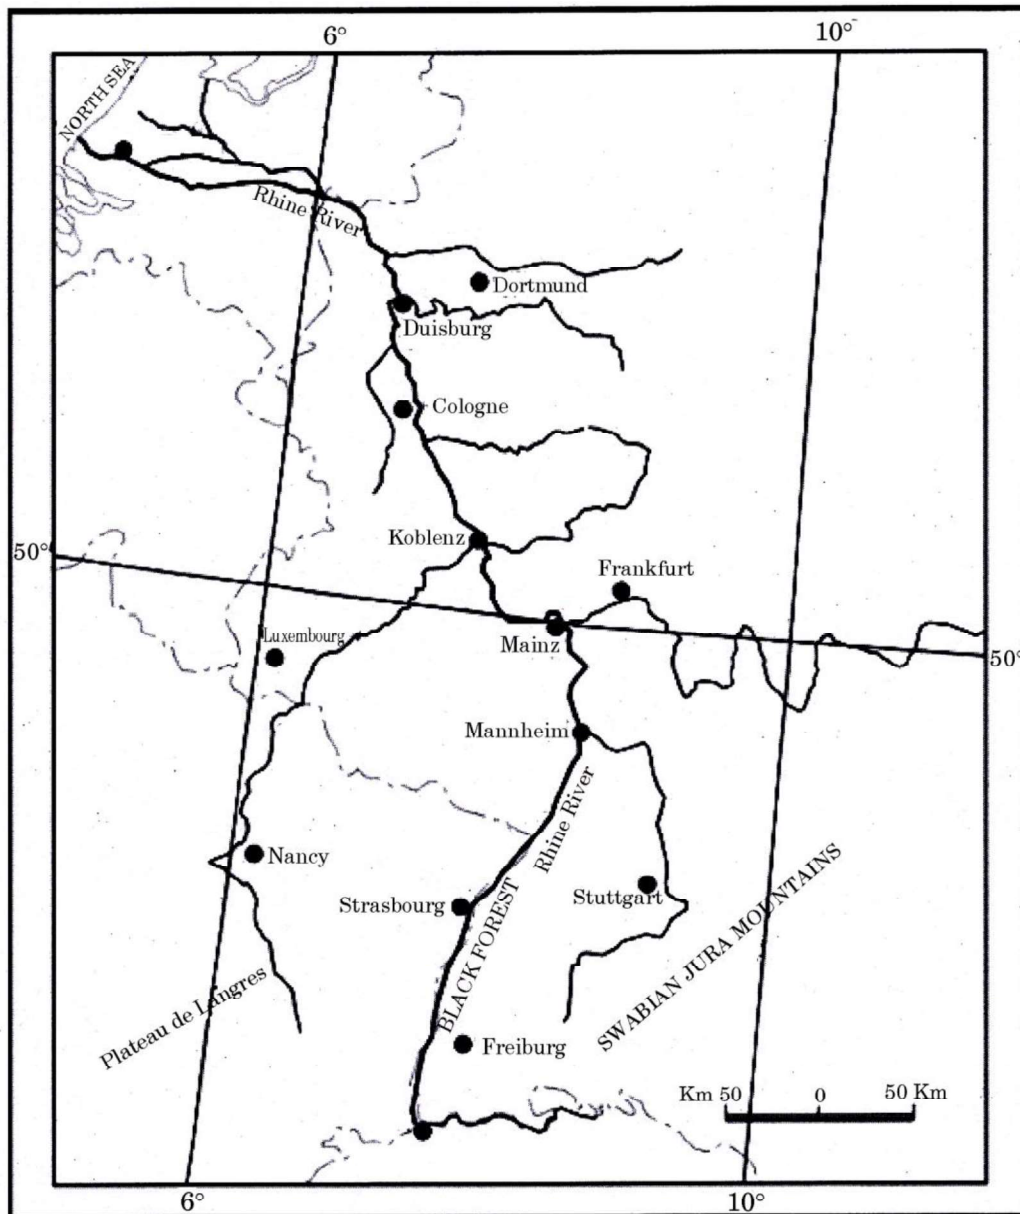 6°
10°
NORTH SEA
Rhine River
Dortmund
Duisburg
Cologne
Koblenz
50°
Frankfurt
Luxembourg
Mainz
50°
Mannheim
Rhine River
Nancy
Strasbourg
Stuttgart
BLACK FOREST
SWABIAN JURA MOUNTAINS
Plateau de Langres
Freiburg
Km 50 0 50 Km
6°
10°